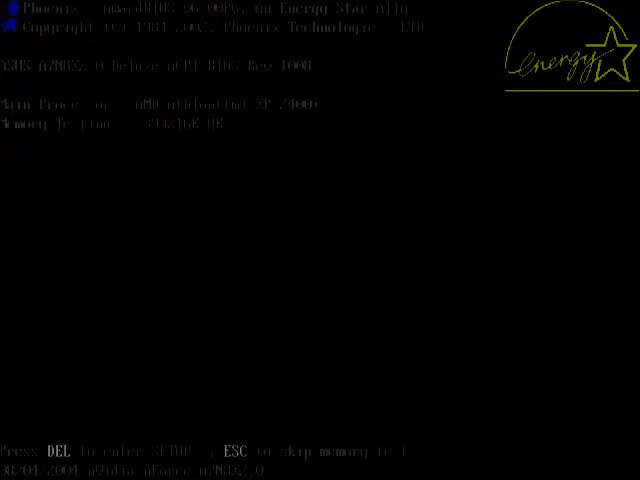 Phoenix - AwardBIOS v6.00PG, An Energy Star Ally
energy
Copyright (C) 1984-2003, Phoenix Technologies, LTD
ASUS A7N8X2.0 Deluxe ACPI BIOS Rev 1008
Main Processor : AMD Athlon(tm) XP 2400+
Memory Testing : OK
Press DEL to enter SETUP , ESC to skip memory test
nVidia-nForce-A7N8X2.0